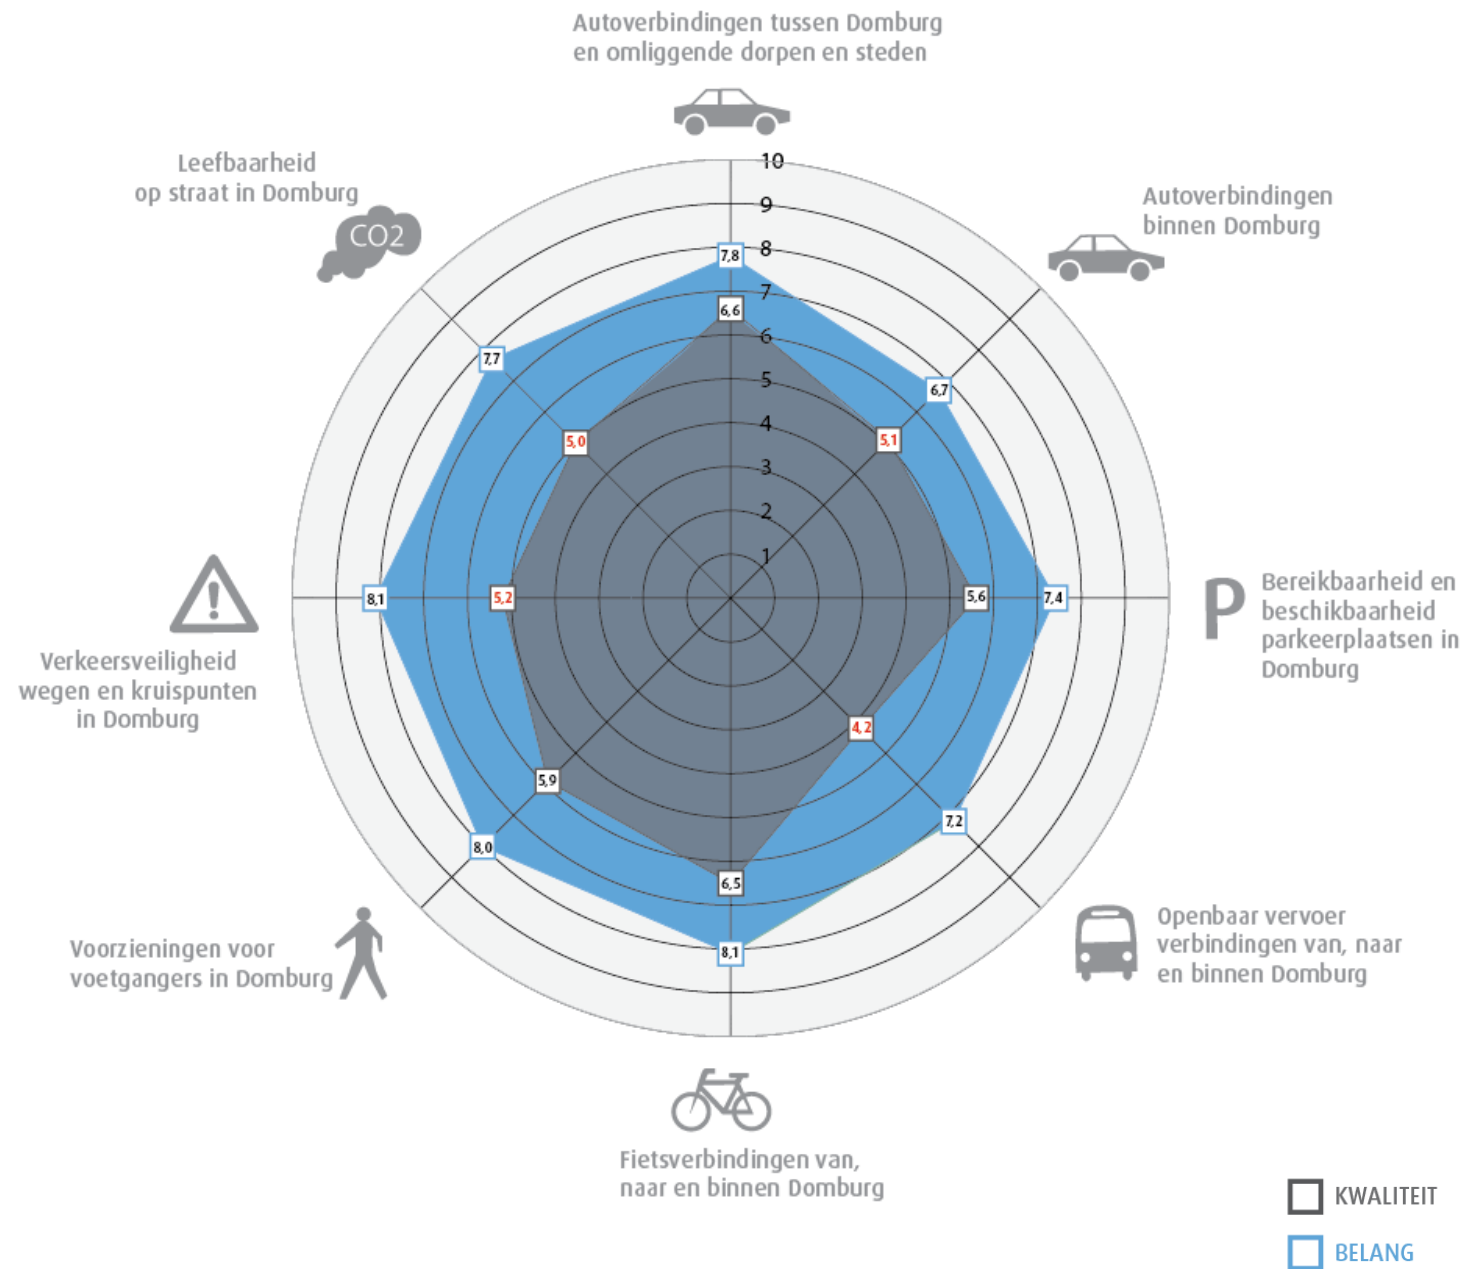 Autoverbindingen tussen Domburg
en omliggende dorpen en steden
Leefbaarheid
op straat in Domburg
CO2
Autoverbindingen
binnen Domburg
10
9
8
7,8
7
6,6
6
5
4
3
2
1
7,7
6,7
5,0
5,1
8,1
5,2
5,6
7,4
Bereikbaarheid en
beschikbaarheid
parkeerplaatsen in
Domburg
P
Verkeersveiligheid
wegen en kruispunten
in Domburg
!
4,2
5,9
7,2
8,0
6,5
8,1
Voorzieningen voor
voetgangers in Domburg
Openbaar vervoer
verbindingen van, naar
en binnen Domburg
Fietsverbindingen van,
naar en binnen Domburg
KWALITEIT
BELANG